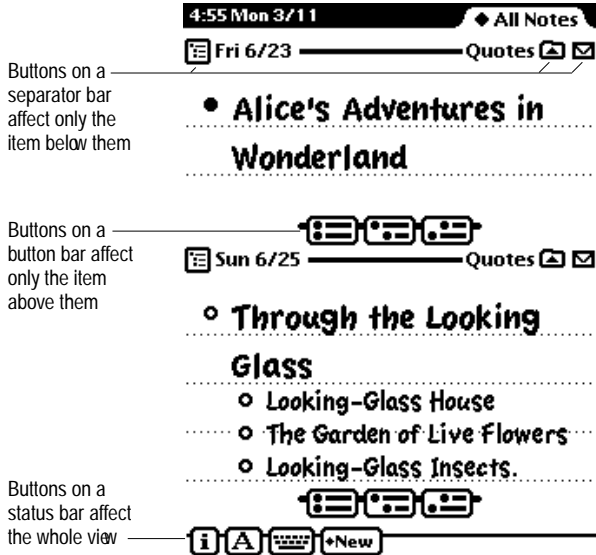 4:55 Mon 3/11 ◆ All Notes
Fri 6/23 Quotes
Buttons on a
separator bar
affect only the
item below them
● Alice's Adventures in
Wonderland
Buttons on a
button bar affect
only the item
above them
Sun 6/25 Quotes
○ Through the Looking
Glass
○ Looking-Glass House
○ The Garden of Live Flowers
○ Looking-Glass Insects.
Buttons on a
status bar affect
the whole view
i A ◆New